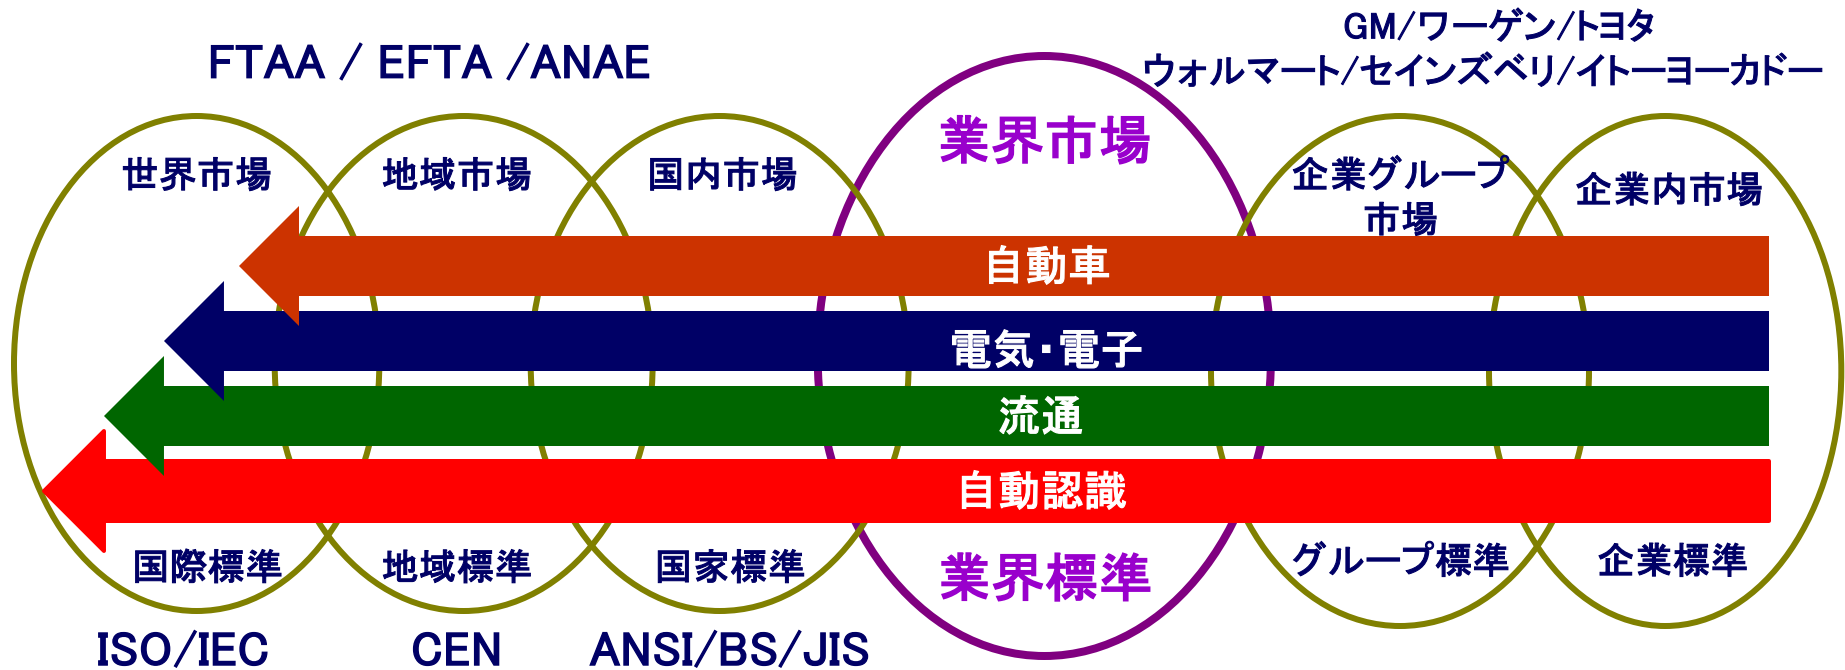 GM/ワーゲン/トヨタ
FTAA / EFTA /ANAE
ウォルマート/セインズベリ/イトーヨーカドー
業界市場
世界市場
地域市場
国内市場
企業グループ
市場
企業内市場
自動車
電気・電子
流通
自動認識
国際標準
地域標準
国家標準
業界標準
グループ標準
企業標準
ISO/IEC
CEN
ANSI/BS/JIS